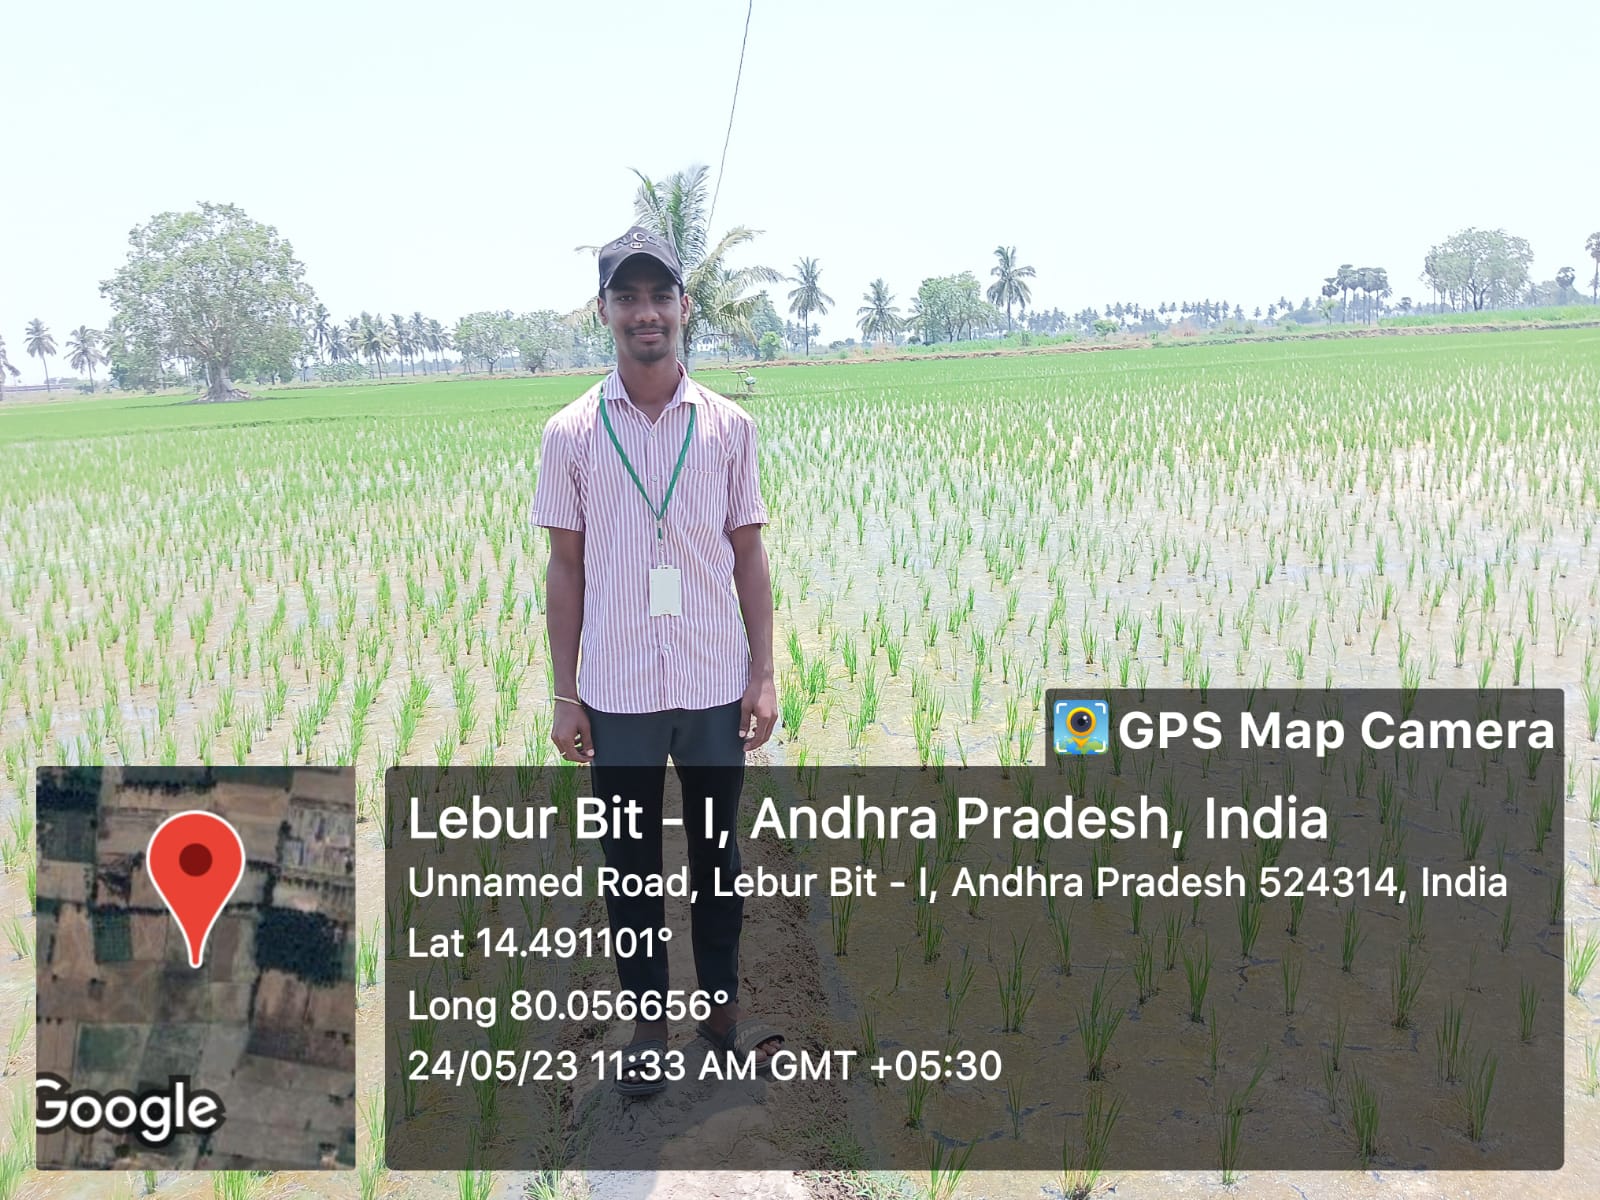 GUCCI
GPS Map Camera
Lebur Bit - I, Andhra Pradesh, India
Unnamed Road, Lebur Bit - I, Andhra Pradesh 524314, India
Lat 14.491101°
Long 80.056656°
24/05/23 11:33 AM GMT +05:30
Google